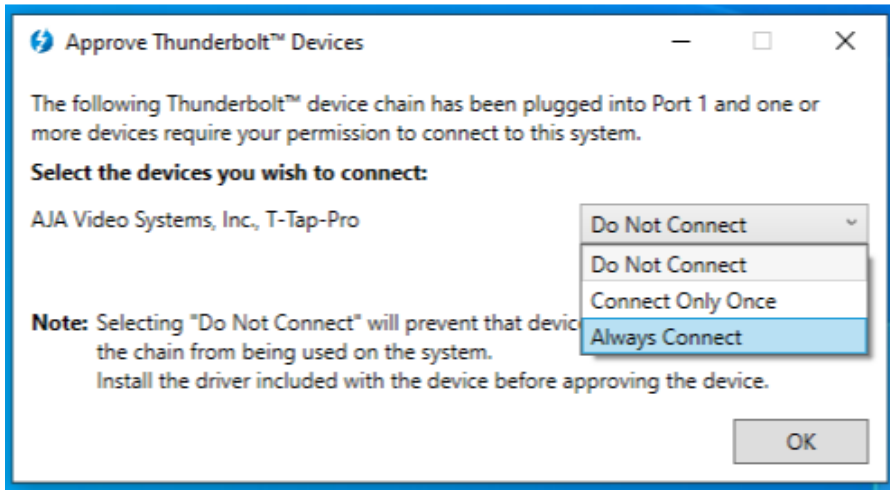 Approve Thunderbolt™ Devices
The following Thunderbolt™ device chain has been plugged into Port 1 and one or
more devices require your permission to connect to this system.
Select the devices you wish to connect:
AJA Video Systems, Inc., T-Tap-Pro
Do Not Connect
Do Not Connect
Connect Only Once
Always Connect
Note: Selecting "Do Not Connect" will prevent that
the chain from being used on the system.
Install the driver included with the device before approving the device.
OK